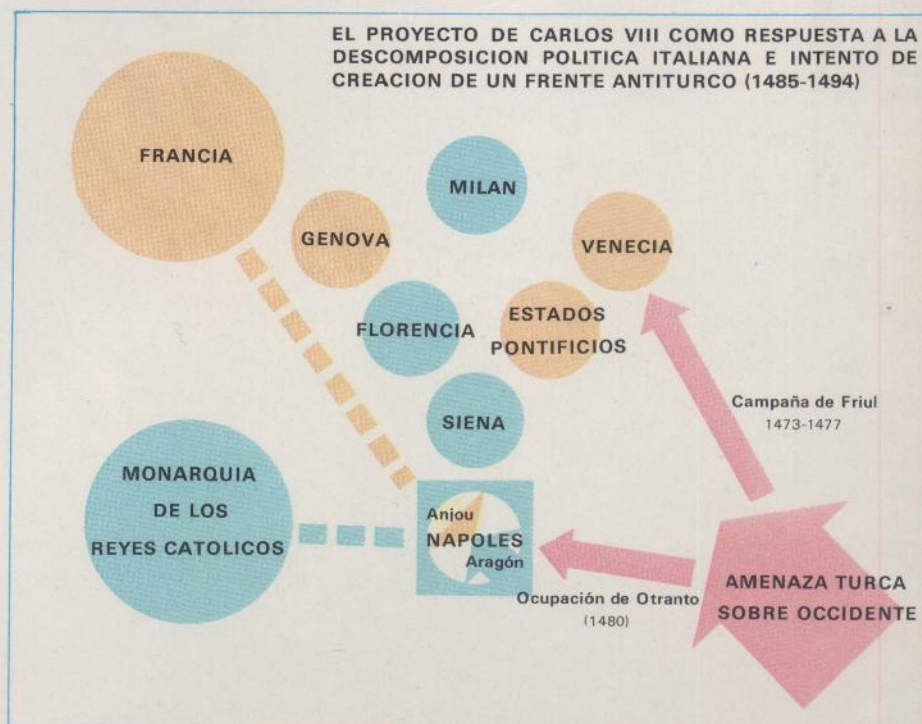 EL PROYECTO DE CARLOS VIII COMO RESPUESTA A LA
DESCOMPOSICION POLITICA ITALIANA E INTENTO DE
CREACION DE UN FRENTE ANTITURCO (1485-1494)
FRANCIA
MILAN
GENOVA
VENECIA
FLORENCIA
ESTADOS
PONTIFICIOS
SIENA
Campaña de Friul
1473-1477
MONARQUIA
DE LOS
REYES CATOLICOS
Anjou
NAPOLES
Aragón
Ocupación de Otranto
(1480)
AMENAZA TURCA
SOBRE OCCIDENTE